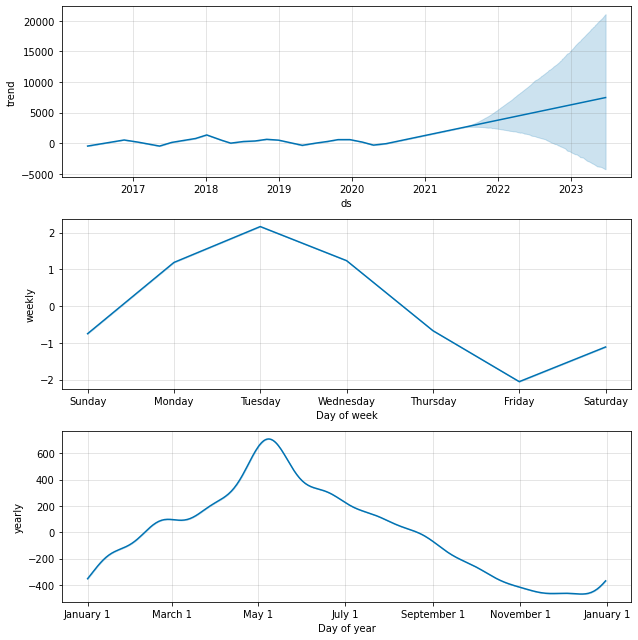 20000
15000
10000
5000
0
−5000
trend
2017 2018 2019 2020 2021 2022 2023
ds
2
1
0
−1
−2
weekly
Sunday Monday Tuesday Wednesday Thursday Friday Saturday
Day of week
600
400
200
0
−200
−400
yearly
January 1 March 1 May 1 July 1 September 1 November 1 January 1
Day of year